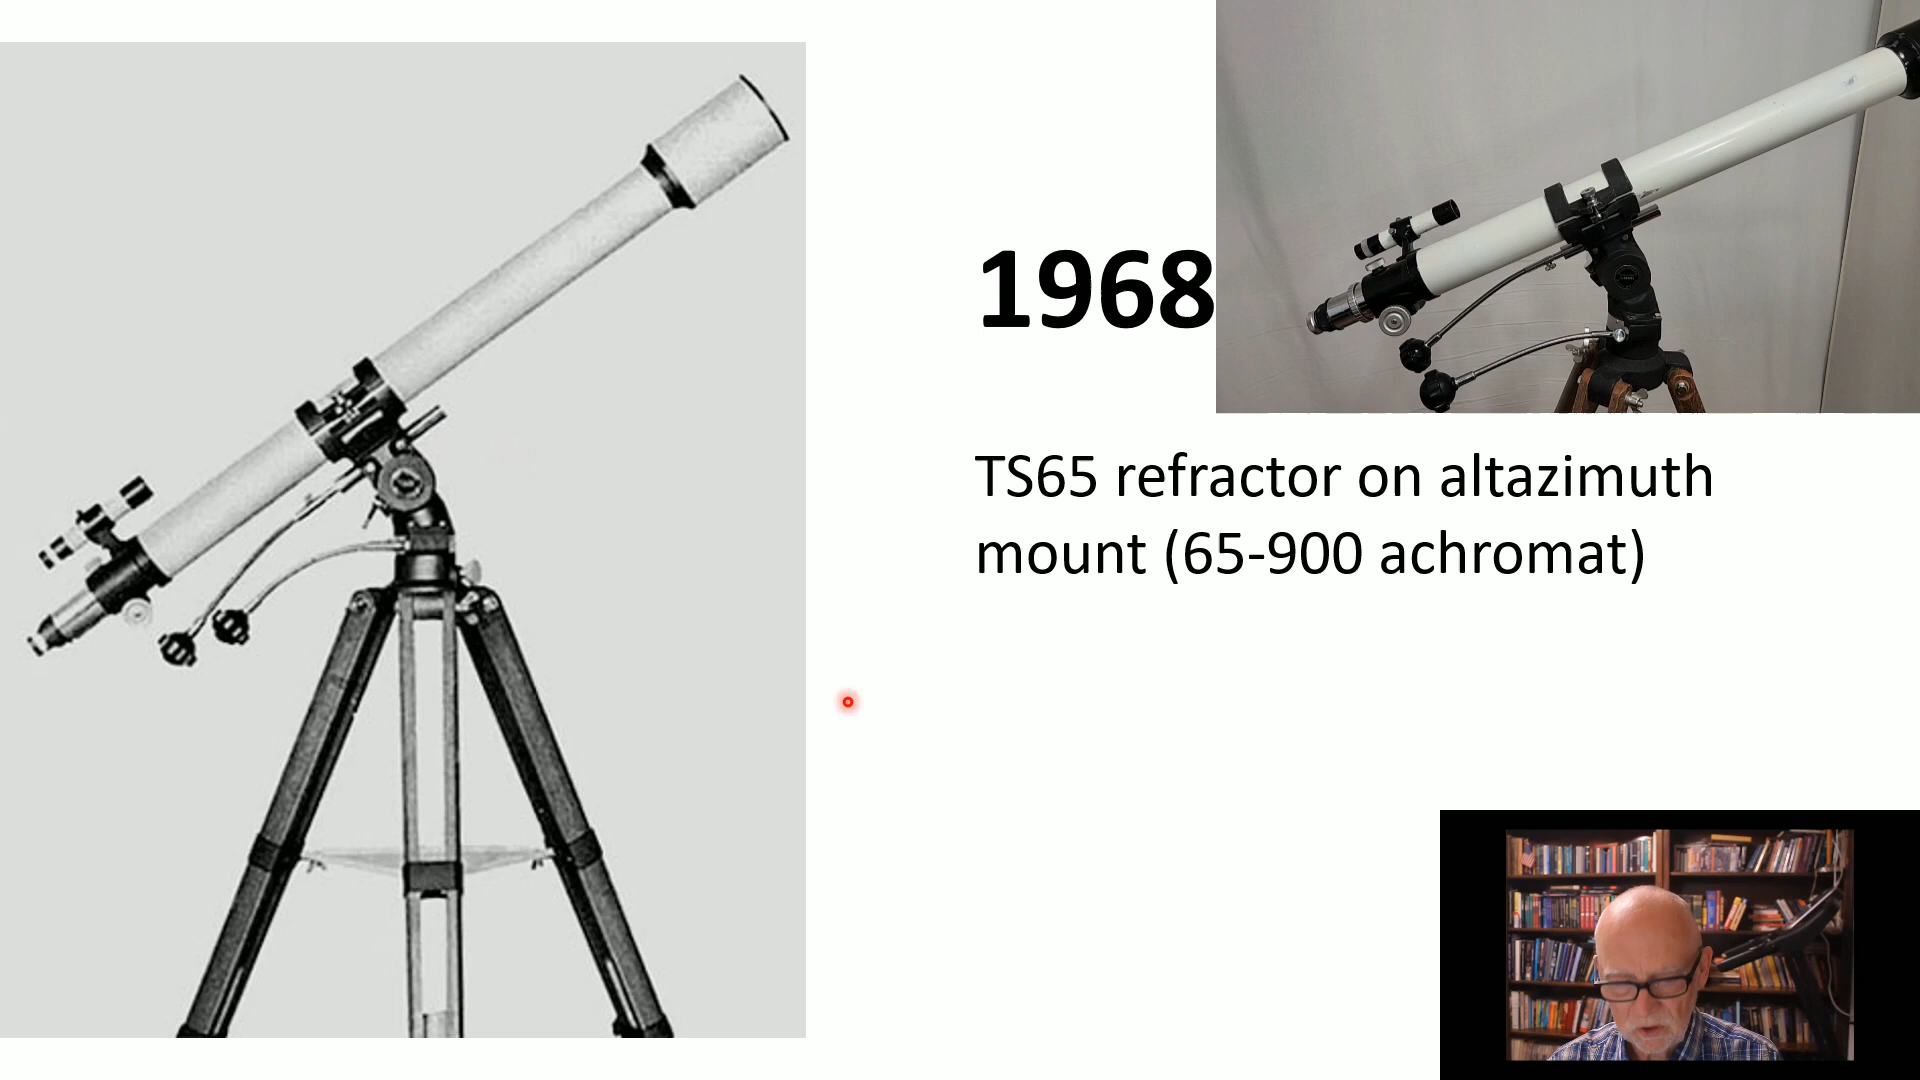 1968
TS65 refractor on altazimuth
mount (65-900 achromat)